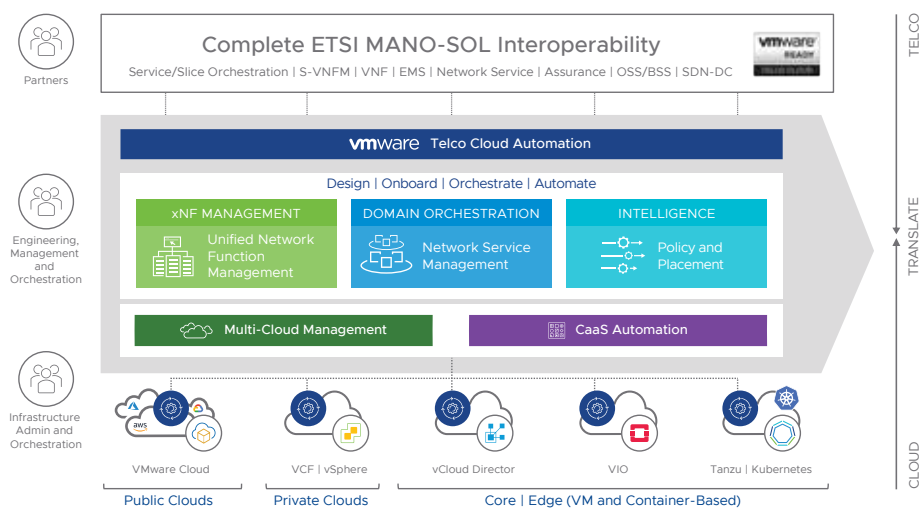 Complete ETSI MANO-SOL Interoperability
Service/Slice Orchestration | S-VNFM | VNF | EMS | Network Service | Assurance | OSS/BSS | SDN-DC
vmware
READY
TELCO CLOUD
Partners
TELCO
vmware Telco Cloud Automation
Design | Onboard | Orchestrate | Automate
xNF MANAGEMENT
Unified Network
Function
Management
DOMAIN ORCHESTRATION
Network Service
Management
INTELLIGENCE
Policy and
Placement
Engineering,
Management
and
Orchestration
TRANSLATE
Multi-Cloud Management
CaaS Automation
Infrastructure
Admin and
Orchestration
aws
VMware Cloud
VCF | vSphere
vCloud Director
VIO
Tanzu | Kubernetes
CLOUD
Public Clouds
Private Clouds
Core | Edge (VM and Container-Based)